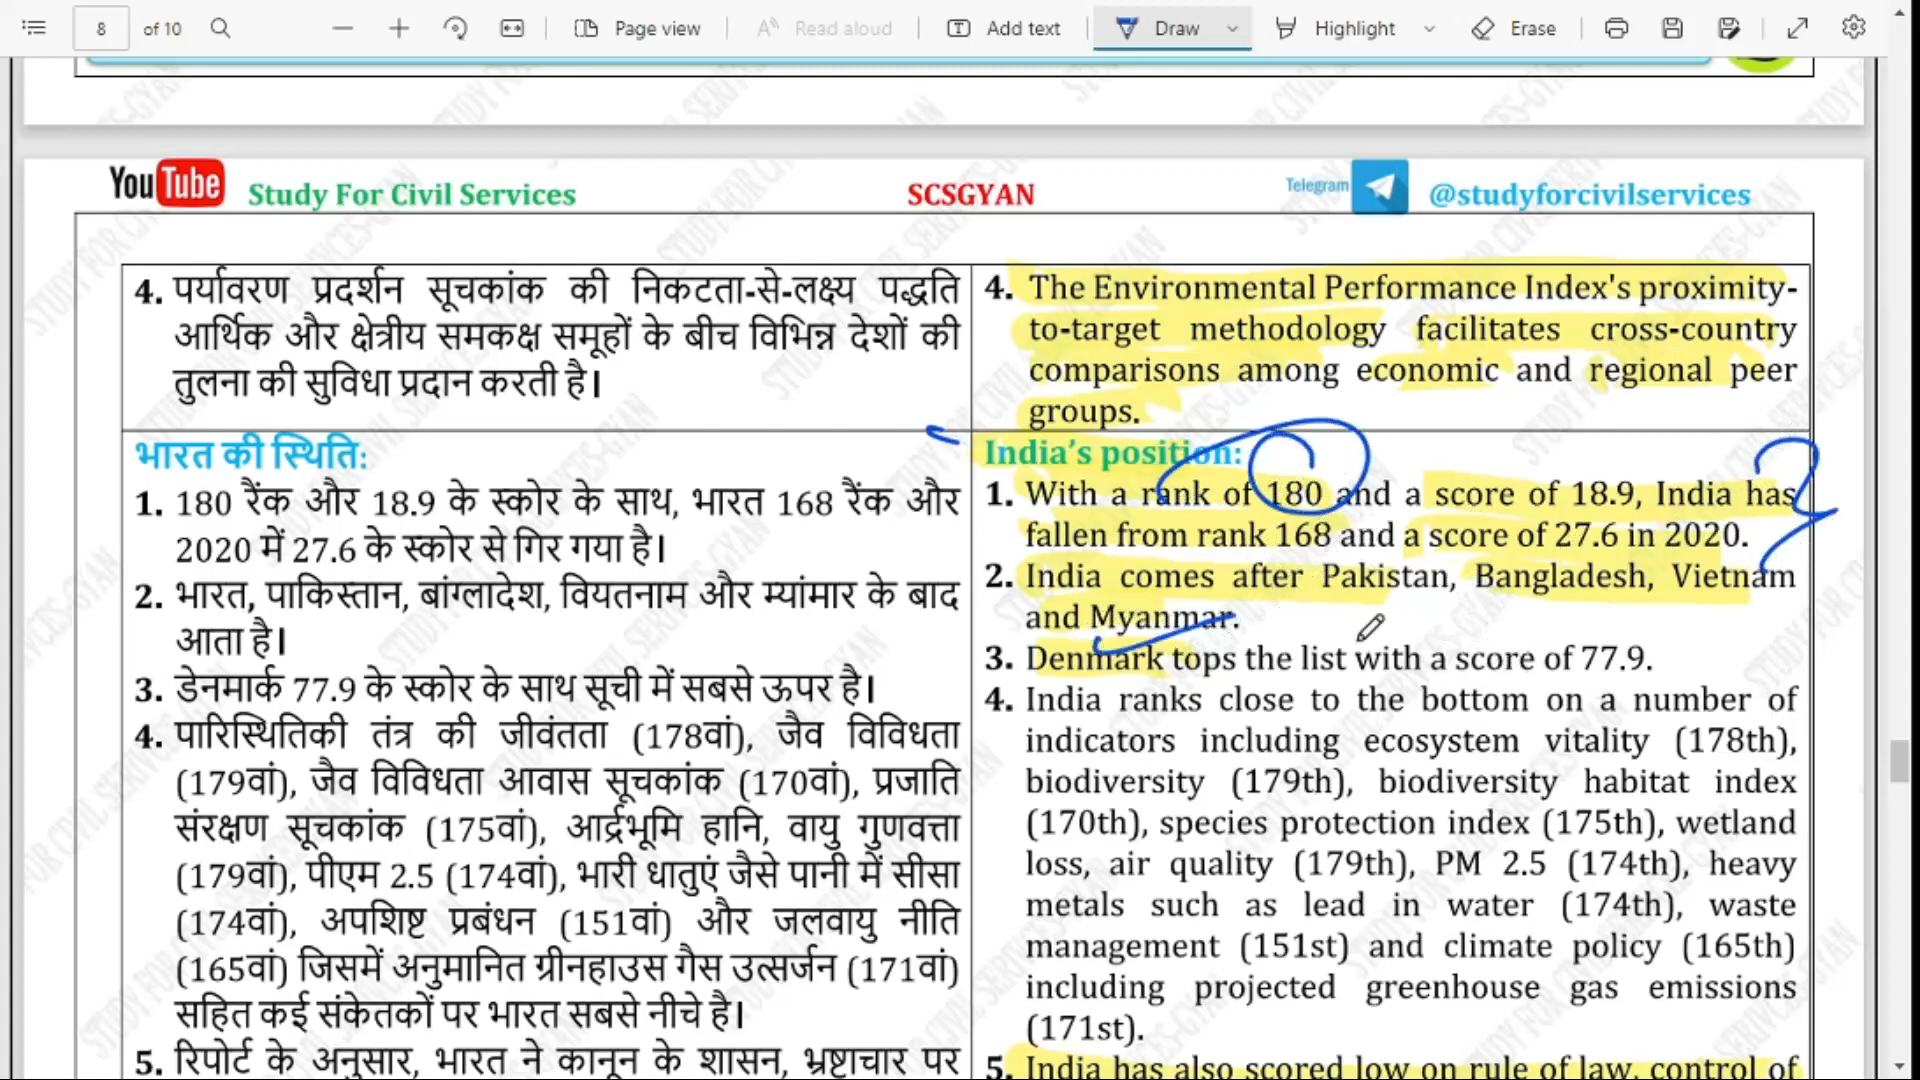 8 of 10 Page view Read aloud Add text Draw Highlight Erase
YouTube Study For Civil Services SCSGYAN Telegram @studyforcivilservices
4. पर्यावरण प्रदर्शन सूचकांक की निकटता-से-लक्ष्य पद्धति
आर्थिक और क्षेत्रीय समकक्ष समूहों के बीच विभिन्न देशों की
तुलना की सुविधा प्रदान करती है।
4. The Environmental Performance Index's proximity-
to-target methodology facilitates cross-country
comparisons among economic and regional peer
groups.
भारत की स्थिति:
1. 180 रैंक और 18.9 के स्कोर के साथ, भारत 168 रैंक और
2020 में 27.6 के स्कोर से गिर गया है।
2. भारत, पाकिस्तान, बांग्लादेश, वियतनाम और म्यांमार के बाद
आता है।
3. डेनमार्क 77.9 के स्कोर के साथ सूची में सबसे ऊपर है।
4. पारिस्थितिकी तंत्र की जीवंतता (178वां), जैव विविधता
(179वां), जैव विविधता आवास सूचकांक (170वां), प्रजाति
संरक्षण सूचकांक (175वां), आर्द्रभूमि हानि, वायु गुणवत्ता
(179वां), पीएम 2.5 (174वां), भारी धातुएं जैसे पानी में सीसा
(174वां), अपशिष्ट प्रबंधन (151वां) और जलवायु नीति
(165वां) जिसमें अनुमानित ग्रीनहाउस गैस उत्सर्जन (171वां)
सहित कई संकेतकों पर भारत सबसे नीचे है।
5. रिपोर्ट के अनुसार, भारत ने कानून के शासन, भ्रष्टाचार पर
India's position:
1. With a rank of 180 and a score of 18.9, India has
fallen from rank 168 and a score of 27.6 in 2020.
2. India comes after Pakistan, Bangladesh, Vietnam
and Myanmar.
3. Denmark tops the list with a score of 77.9.
4. India ranks close to the bottom on a number of
indicators including ecosystem vitality (178th),
biodiversity (179th), biodiversity habitat index
(170th), species protection index (175th), wetland
loss, air quality (179th), PM 2.5 (174th), heavy
metals such as lead in water (174th), waste
management (151st) and climate policy (165th)
including projected greenhouse gas emissions
(171st).
5. India has also scored low on rule of law, control of